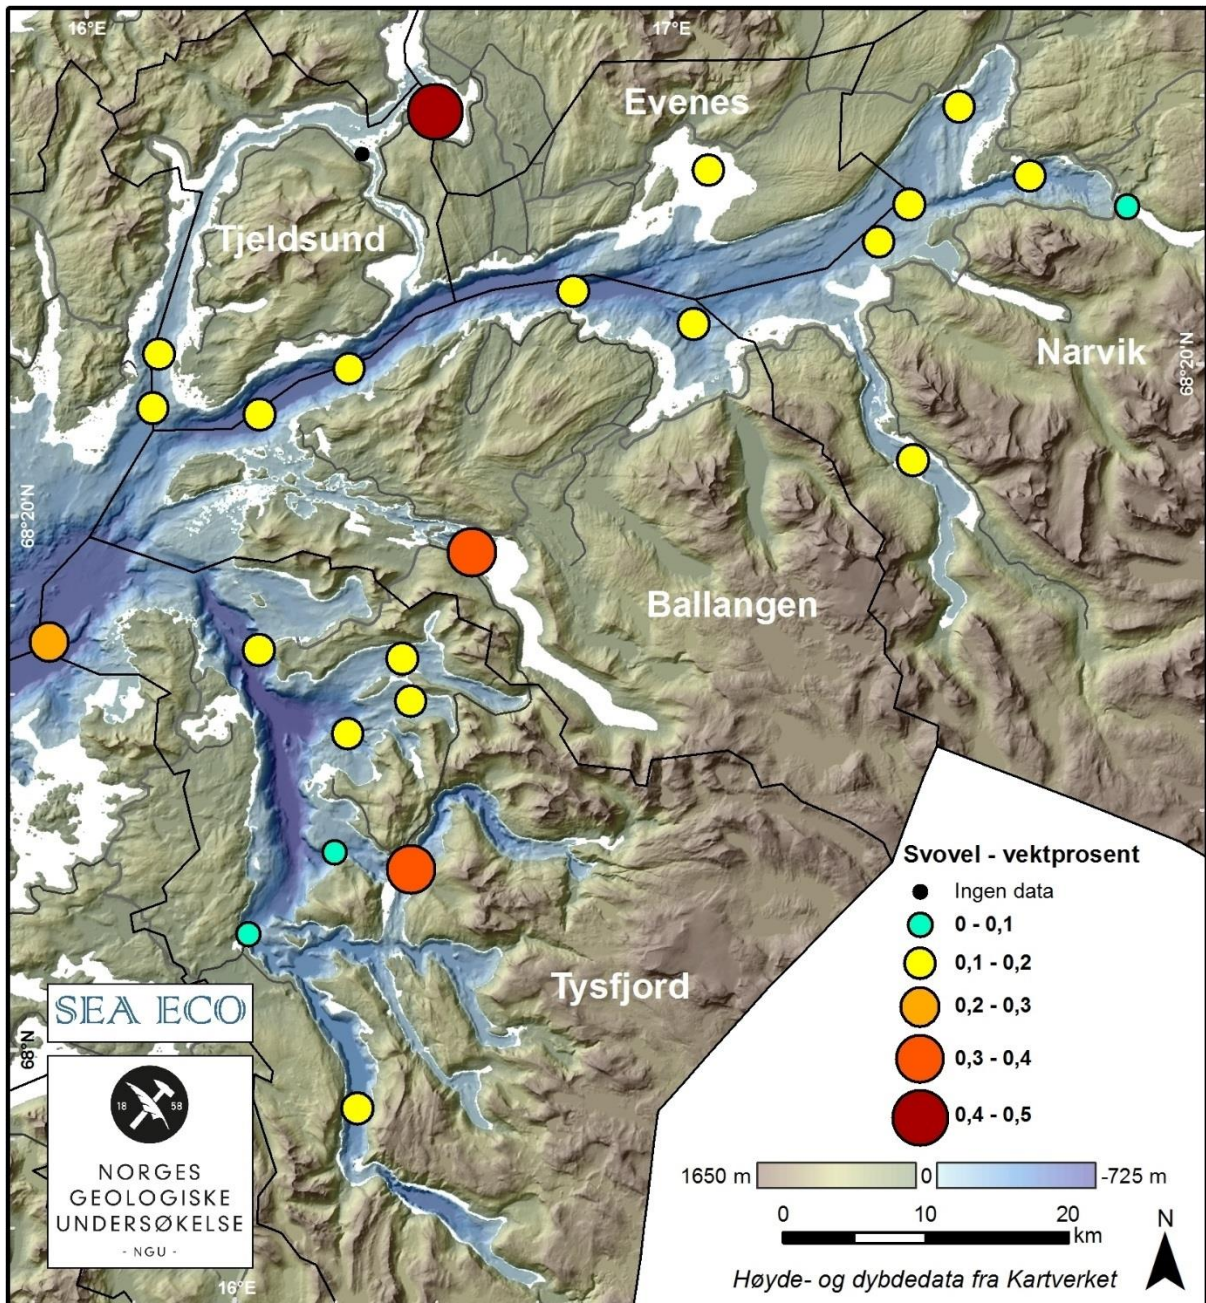 16°E
17°E
Evenes
Tjeldsund
Narvik
68°20'N
68°20'N
Ballangen
Svovel - vektprosent
Ingen data
0 - 0,1
0,1 - 0,2
0,2 - 0,3
0,3 - 0,4
0,4 - 0,5
Tysfjord
SEA ECO
68°N
18 58
NORGES
GEOLOGISKE
UNDERSØKELSE
- NGU -
1650 m 0 -725 m
0 10 20
km
N
Høyde- og dybdedata fra Kartverket
16°E